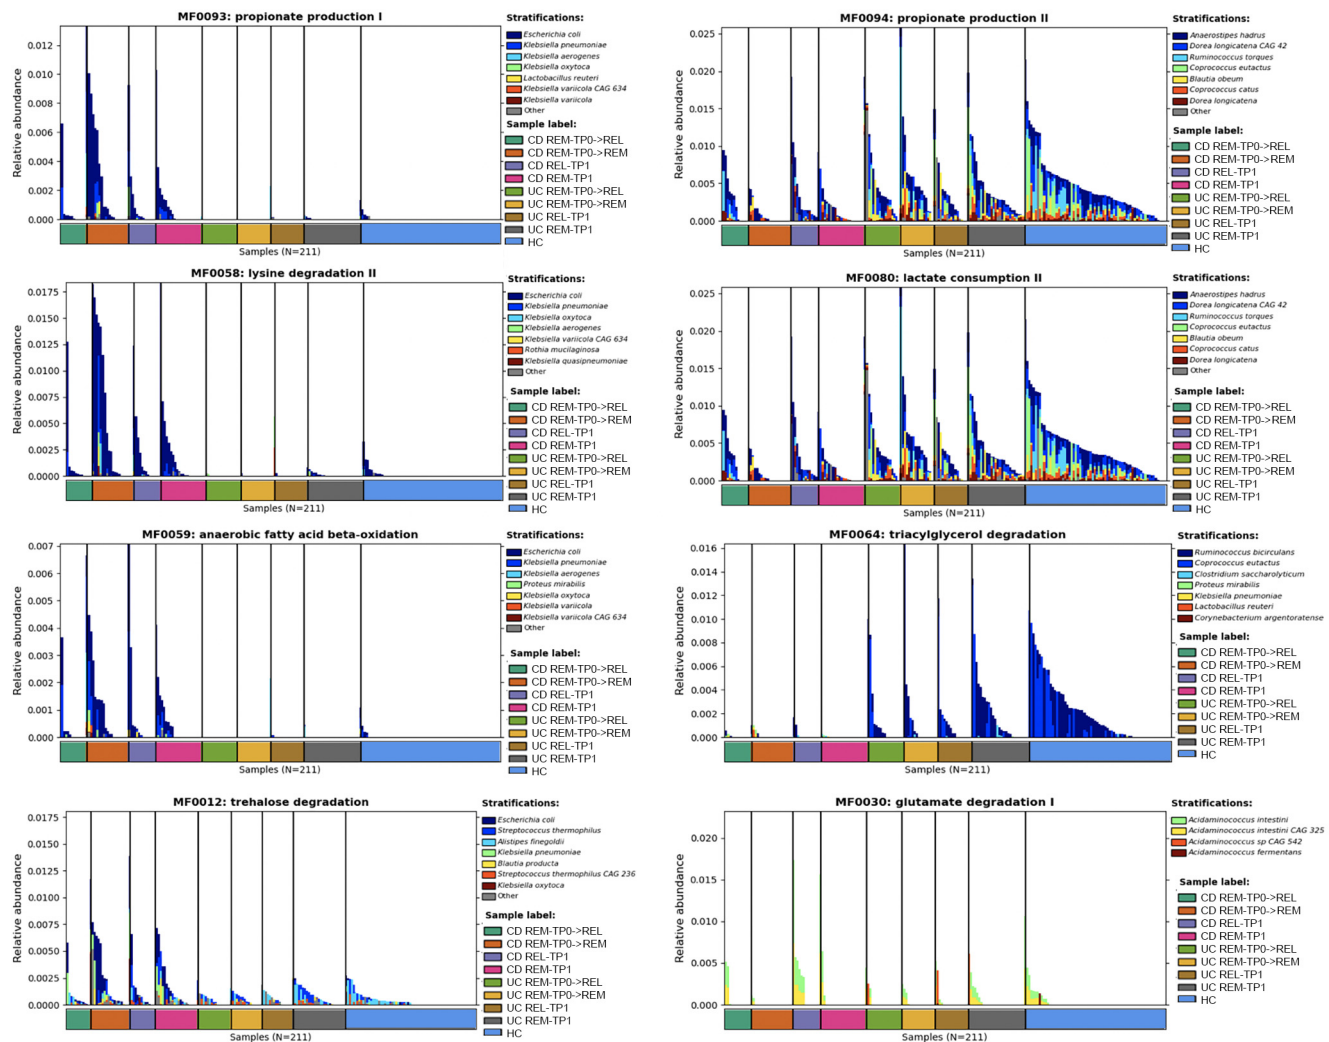 MF0093: propionate production I
Relative abundance
0.012
0.010
0.008
0.006
0.004
0.002
0.000
Samples (N=211)
Stratifications:
Escherichia coli
Klebsiella pneumoniae
Klebsiella aerogenes
Klebsiella oxytoca
Lactobacillus reuteri
Klebsiella variicola CAG 634
Klebsiella variicola
Other
Sample label:
CD REM-TP0->REL
CD REM-TP0->REM
CD REL-TP1
CD REM-TP1
UC REM-TP0->REL
UC REM-TP0->REM
UC REL-TP1
UC REM-TP1
HC
MF0094: propionate production II
Relative abundance
0.025
0.020
0.015
0.010
0.005
0.000
Samples (N=211)
Stratifications:
Anaerostipes hadrus
Dorea longicatena CAG 42
Ruminococcus torques
Coprococcus eutactus
Blautia obeum
Coprococcus catus
Dorea longicatena
Other
Sample label:
CD REM-TP0->REL
CD REM-TP0->REM
CD REL-TP1
CD REM-TP1
UC REM-TP0->REL
UC REM-TP0->REM
UC REL-TP1
UC REM-TP1
HC
MF0058: lysine degradation II
Relative abundance
0.0175
0.0150
0.0125
0.0100
0.0075
0.0050
0.0025
0.0000
Samples (N=211)
Stratifications:
Escherichia coli
Klebsiella pneumoniae
Klebsiella oxytoca
Klebsiella aerogenes
Klebsiella variicola CAG 634
Rothia mucilaginosa
Klebsiella quasipneumoniae
Other
Sample label:
CD REM-TP0->REL
CD REM-TP0->REM
CD REL-TP1
CD REM-TP1
UC REM-TP0->REL
UC REM-TP0->REM
UC REL-TP1
UC REM-TP1
HC
MF0080: lactate consumption II
Relative abundance
0.025
0.020
0.015
0.010
0.005
0.000
Samples (N=211)
Stratifications:
Anaerostipes hadrus
Dorea longicatena CAG 42
Ruminococcus torques
Coprococcus eutactus
Blautia obeum
Coprococcus catus
Dorea longicatena
Other
Sample label:
CD REM-TP0->REL
CD REM-TP0->REM
CD REL-TP1
CD REM-TP1
UC REM-TP0->REL
UC REM-TP0->REM
UC REL-TP1
UC REM-TP1
HC
MF0059: anaerobic fatty acid beta-oxidation
Relative abundance
0.007
0.006
0.005
0.004
0.003
0.002
0.001
0.000
Samples (N=211)
Stratifications:
Escherichia coli
Klebsiella pneumoniae
Klebsiella aerogenes
Proteus mirabilis
Klebsiella oxytoca
Klebsiella variicola
Klebsiella variicola CAG 634
Other
Sample label:
CD REM-TP0->REL
CD REM-TP0->REM
CD REL-TP1
CD REM-TP1
UC REM-TP0->REL
UC REM-TP0->REM
UC REL-TP1
UC REM-TP1
HC
MF0064: triacylglycerol degradation
Relative abundance
0.016
0.014
0.012
0.010
0.008
0.006
0.004
0.002
0.000
Samples (N=211)
Stratifications:
Ruminococcus bicirculans
Coprococcus eutactus
Clostridium saccharolyticum
Proteus mirabilis
Klebsiella pneumoniae
Lactobacillus reuteri
Corynebacterium argentoratense
Sample label:
CD REM-TP0->REL
CD REM-TP0->REM
CD REL-TP1
CD REM-TP1
UC REM-TP0->REL
UC REM-TP0->REM
UC REL-TP1
UC REM-TP1
HC
MF0012: trehalose degradation
Relative abundance
0.0175
0.0150
0.0125
0.0100
0.0075
0.0050
0.0025
0.0000
Samples (N=211)
Stratifications:
Escherichia coli
Streptococcus thermophilus
Alistipes finegoldii
Klebsiella pneumoniae
Blautia producta
Streptococcus thermophilus CAG 236
Klebsiella oxytoca
Other
Sample label:
CD REM-TP0->REL
CD REM-TP0->REM
CD REL-TP1
CD REM-TP1
UC REM-TP0->REL
UC REM-TP0->REM
UC REL-TP1
UC REM-TP1
HC
MF0030: glutamate degradation I
Relative abundance
0.020
0.015
0.010
0.005
0.000
Samples (N=211)
Stratifications:
Acidaminococcus intestini
Acidaminococcus intestini CAG 325
Acidaminococcus sp CAG 542
Acidaminococcus fermentans
Sample label:
CD REM-TP0->REL
CD REM-TP0->REM
CD REL-TP1
CD REM-TP1
UC REM-TP0->REL
UC REM-TP0->REM
UC REL-TP1
UC REM-TP1
HC